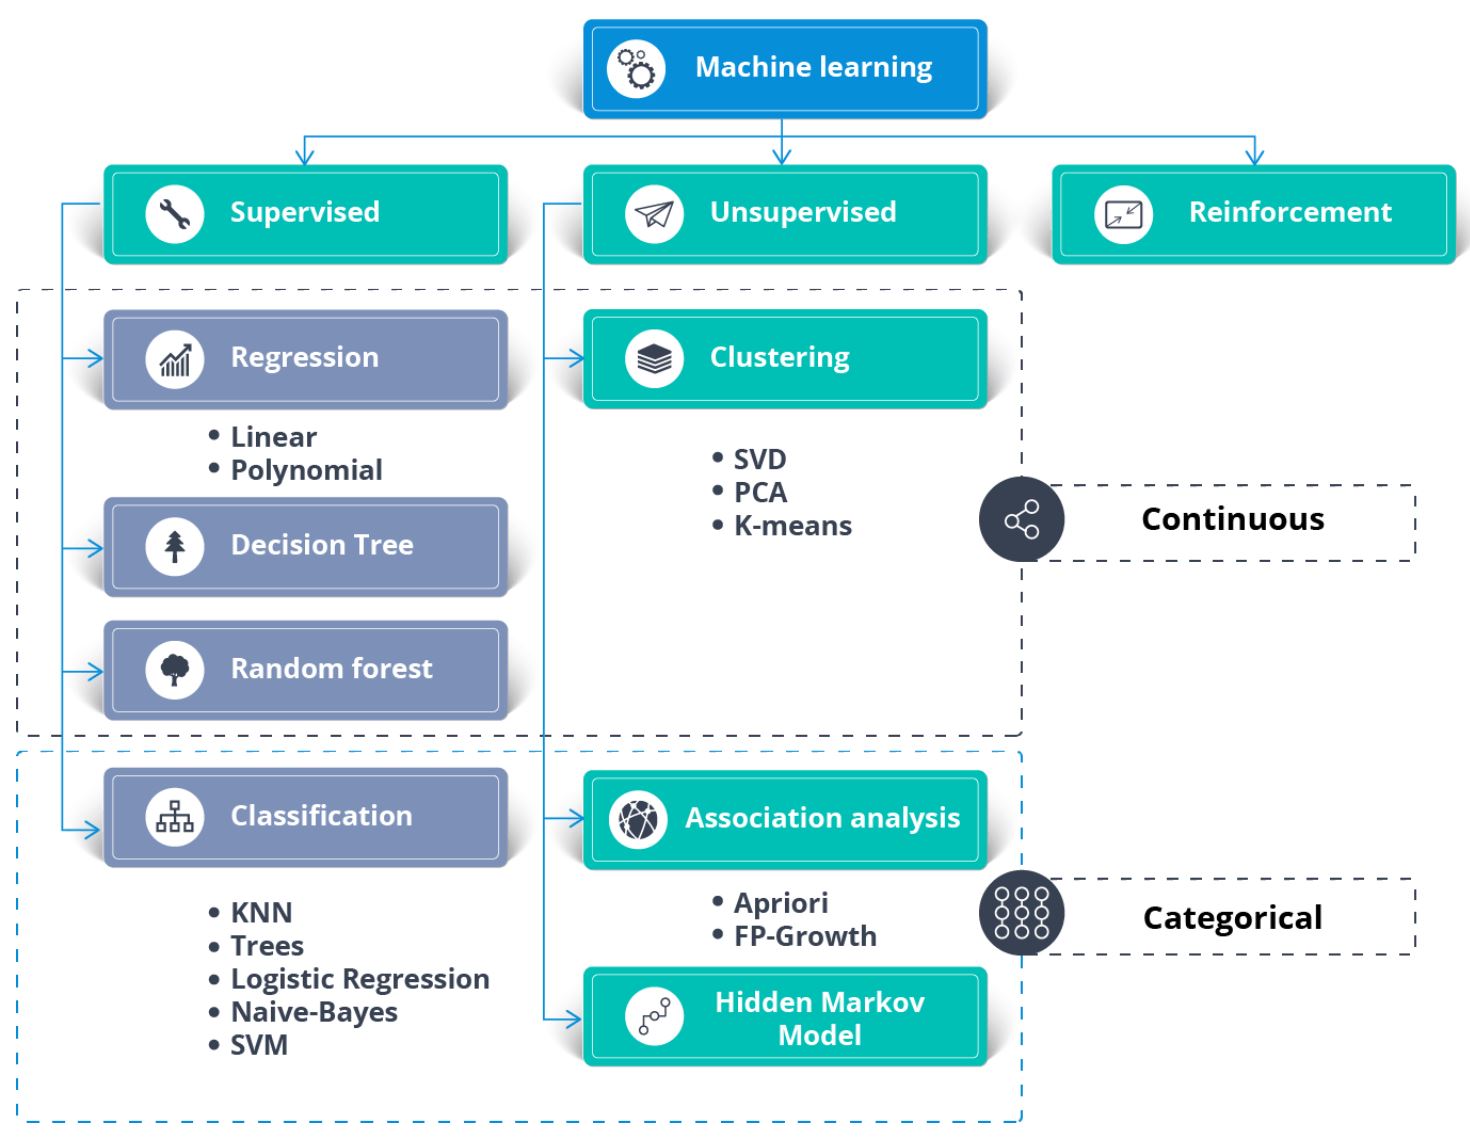 Machine learning
Supervised
Unsupervised
Reinforcement
Regression
• Linear
• Polynomial
Decision Tree
Random forest
Clustering
• SVD
• PCA
• K-means
Continuous
Classification
• KNN
• Trees
• Logistic Regression
• Naive-Bayes
• SVM
Association analysis
• Apriori
• FP-Growth
Hidden Markov
Model
Categorical